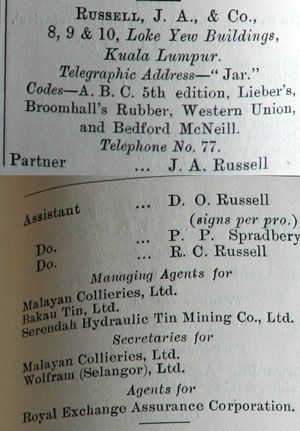 RUSSELL, J. A., & Co.,
8, 9 & 10, Loke Yew Buildings,
Kuala Lumpur.
Telegraphic Address—"Jar."
Codes—A. B. C. 5th edition, Lieber's,
Broomhall's Rubber, Western Union,
and Bedford McNeill.
Telephone No. 77.
Partner ... J. A. Russell
Assistant ... D. O. Russell
(signs per pro.)
Do. ... P. P. Spradbery
Do. ... R. C. Russell
Managing Agents for
Malayan Collieries, Ltd.
Bakau Tin, Ltd.
Serendah Hydraulic Tin Mining Co., Ltd.
Secretaries for
Malayan Collieries, Ltd.
Wolfram (Selangor), Ltd.
Agents for
Royal Exchange Assurance Corporation.